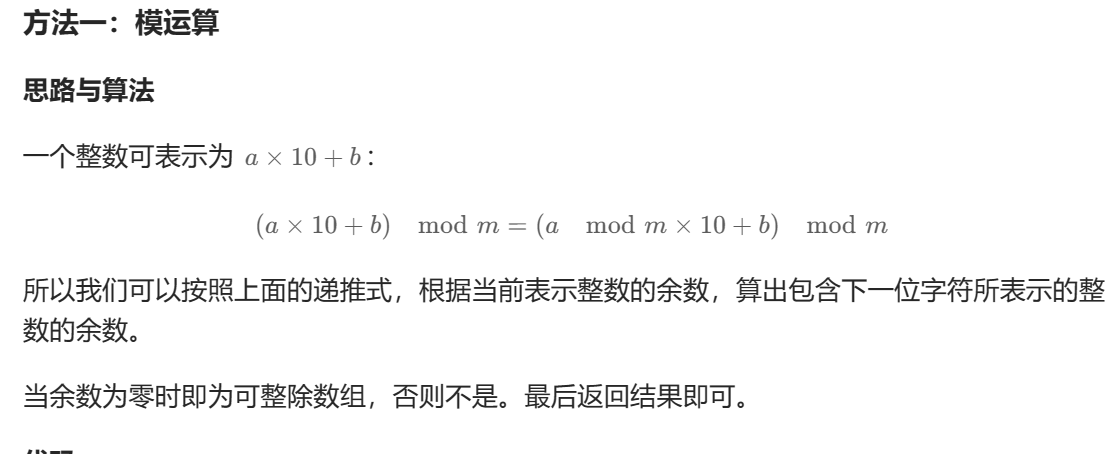 方法一：模运算
思路与算法
一个整数可表示为 a × 10 + b：
(a × 10 + b) mod m = (a mod m × 10 + b) mod m
所以我们可以按照上面的递推式，根据当前表示整数的余数，算出包含下一位字符所表示的整
数的余数。
当余数为零时即为可整除数组，否则不是。最后返回结果即可。